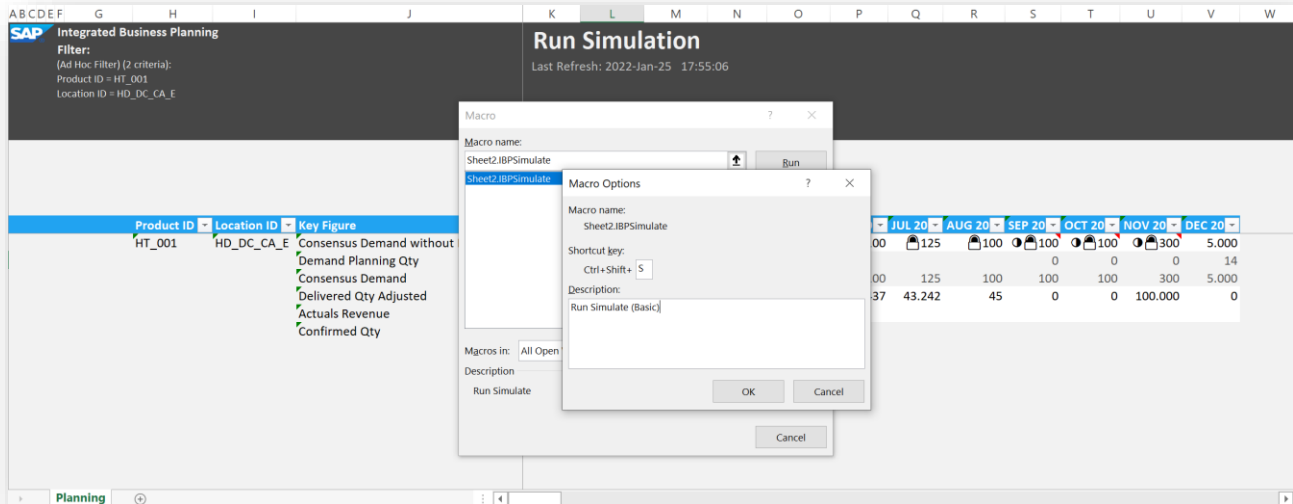 A B C D E F G H I J K L M N O P Q R S T U V W
SAP Integrated Business Planning
Filter:
(Ad Hoc Filter) (2 criteria):
Product ID = HT_001
Location ID = HD_DC_CA_E
Run Simulation
Last Refresh: 2022-Jan-25 17:55:06
Macro ? ×
Macro name:
Sheet2.IBPSimulate
Run
Sheet2.IBPSimulate
Macros in: All Open
Description
Run Simulate
Cancel
Macro Options ? ×
Macro name:
Sheet2.IBPSimulate
Shortcut key:
Ctrl+Shift+ S
Description:
Run Simulate (Basic)
OK Cancel
Product ID Location ID Key Figure JUL 20 AUG 20 SEP 20 OCT 20 NOV 20 DEC 20
HT_001 HD_DC_CA_E Consensus Demand without 00 125 100 100 100 300 5.000
Demand Planning Qty 0 0 0 14
Consensus Demand 00 125 100 100 100 300 5.000
Delivered Qty Adjusted 37 43.242 45 0 0 100.000 0
Actuals Revenue
Confirmed Qty
Planning